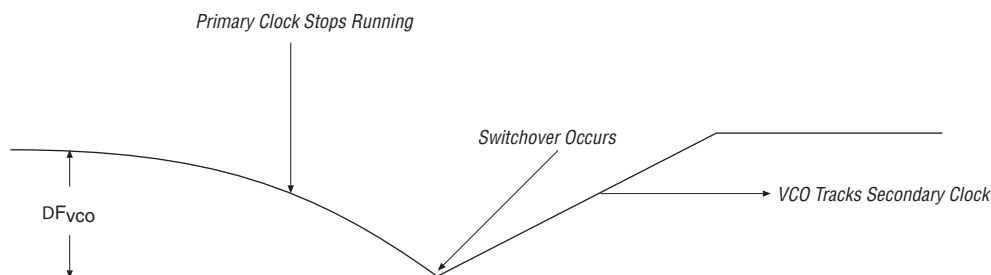 Primary Clock Stops Running
Switchover Occurs
VCO Tracks Secondary Clock
DFvco